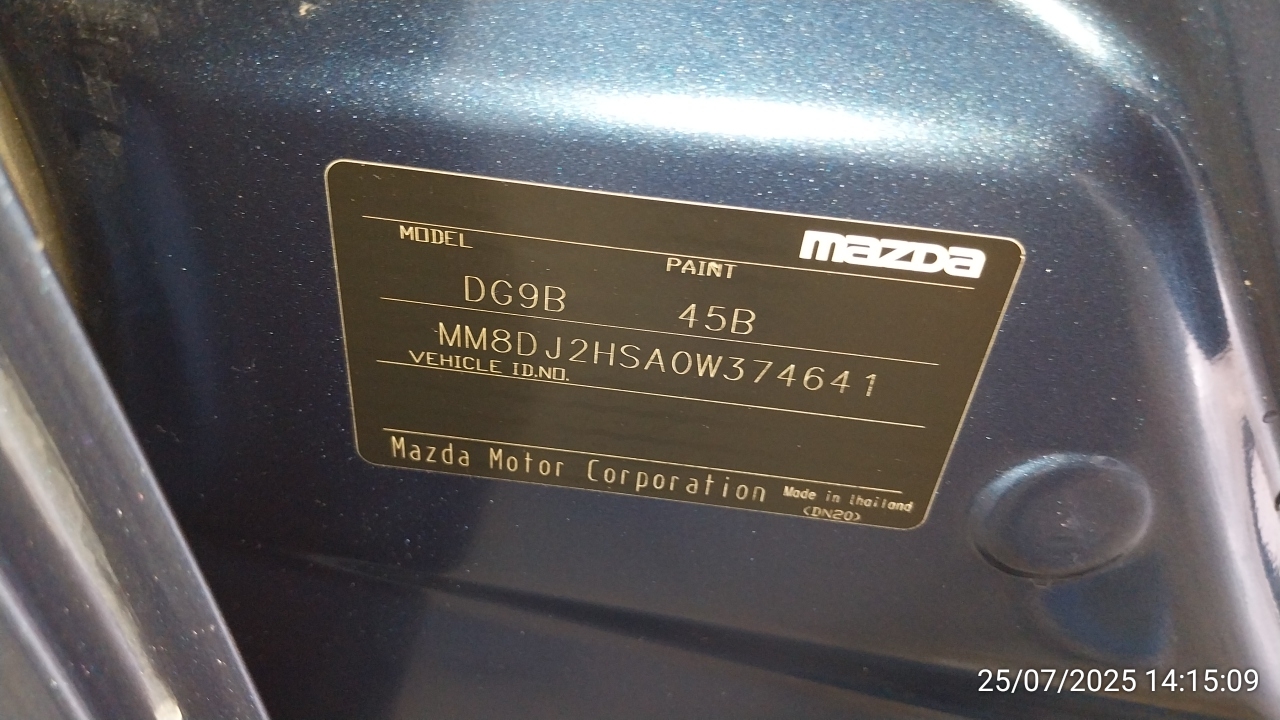 mazda
MODEL PAINT
DG9B 45B
MM8DJ2HSA0W374641
VEHICLE ID.NO.
Mazda Motor Corporation Made in Thailand
<DN20>
25/07/2025 14:15:09